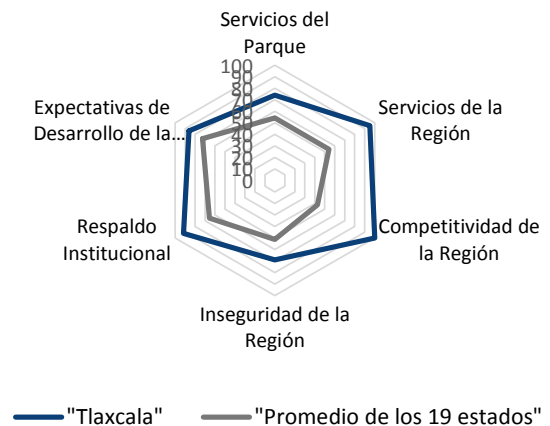 Servicios del
Parque
100
90
80
70
60
50
40
30
20
10
0
Servicios de la
Región
Competitividad de
la Región
Inseguridad de la
Región
Respaldo
Institucional
Expectativas de
Desarrollo de la...
"Tlaxcala"
"Promedio de los 19 estados"